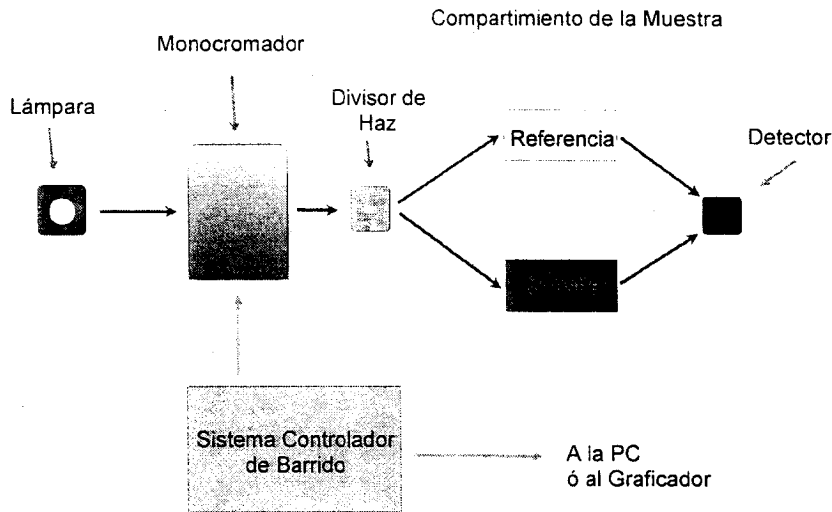 Compartimiento de la Muestra
Monocromador
Lámpara
Divisor de
Haz
Referencia
Detector
Sistema Controlador
de Barrido
A la PC
ó al Graficador